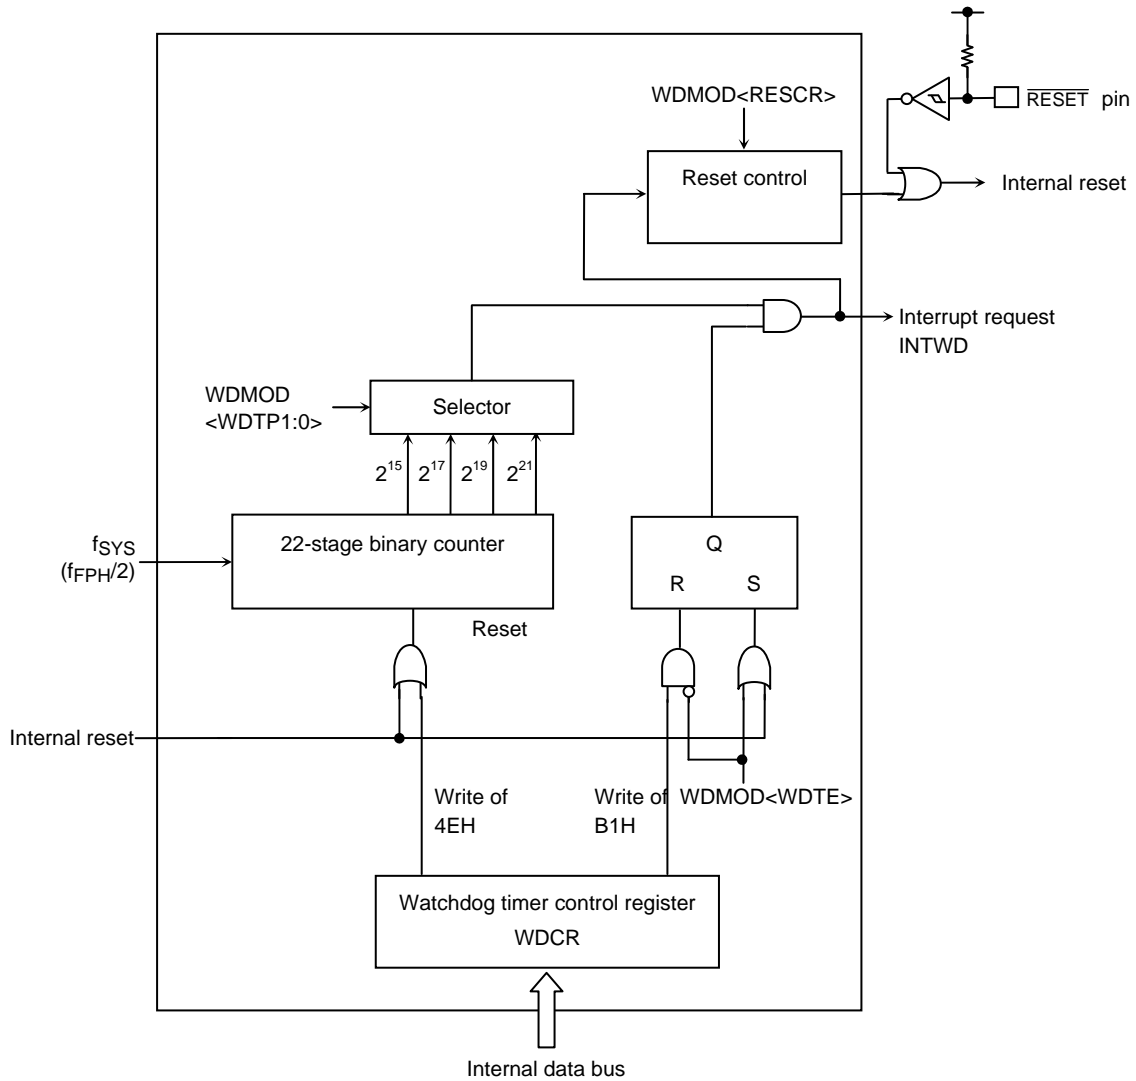 WDMOD<RESCR>
RESET pin
Reset control
Internal reset
Interrupt request
INTWD
WDMOD
<WDTP1:0>
Selector
2^15 2^17 2^19 2^21
fSYS
(fFPH/2)
22-stage binary counter
Q
R S
Reset
Internal reset
Write of
4EH
Write of
B1H
WDMOD<WDTE>
Watchdog timer control register
WDCR
Internal data bus